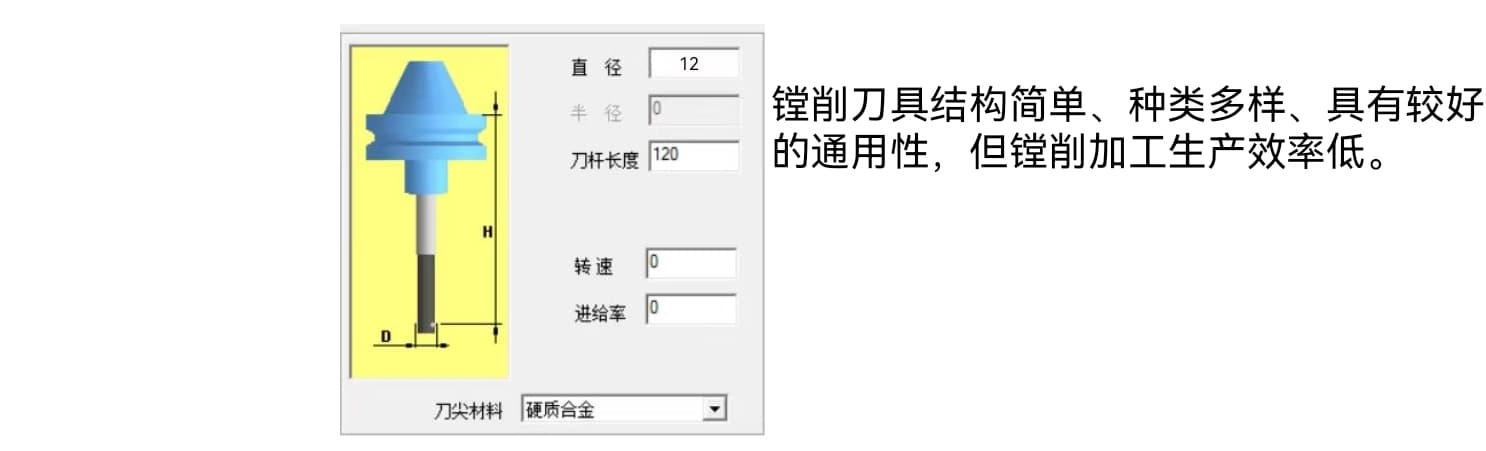 直 径 12
半 径 0
刀杆长度 120
H
转 速 0
进给率 0
D
刀尖材料 硬质合金
镗削刀具结构简单、种类多样、具有较好
的通用性，但镗削加工生产效率低。